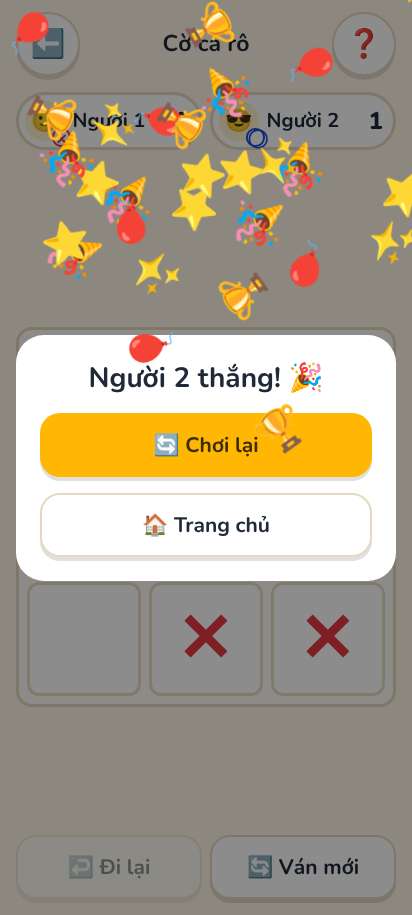 Cờ ca rô
Người 1
Người 2 1
Người 2 thắng!
Chơi lại
Trang chủ
Đi lại
Ván mới